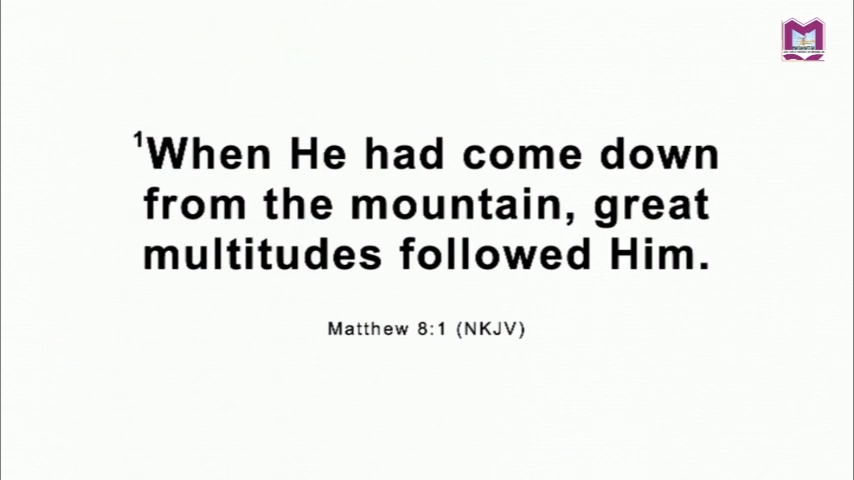 ¹When He had come down
from the mountain, great
multitudes followed Him.
Matthew 8:1 (NKJV)